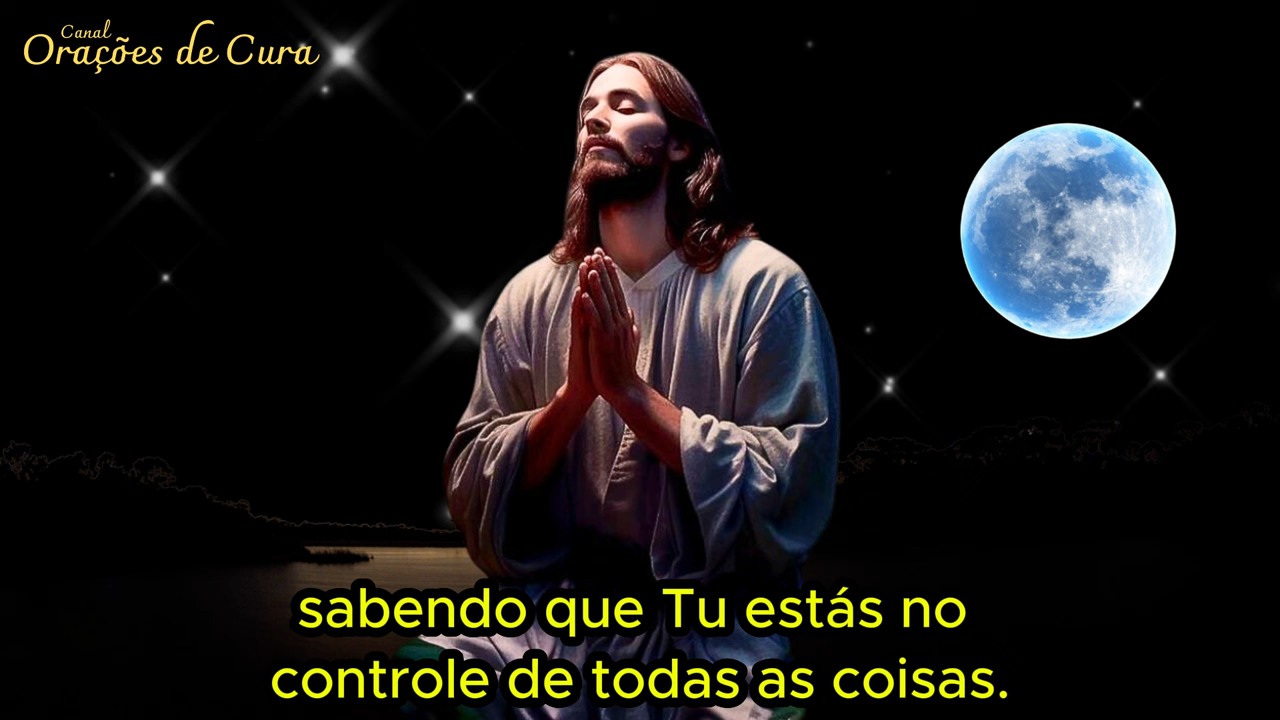 Canal
Orações de Cura
sabendo que Tu estás no
controle de todas as coisas.